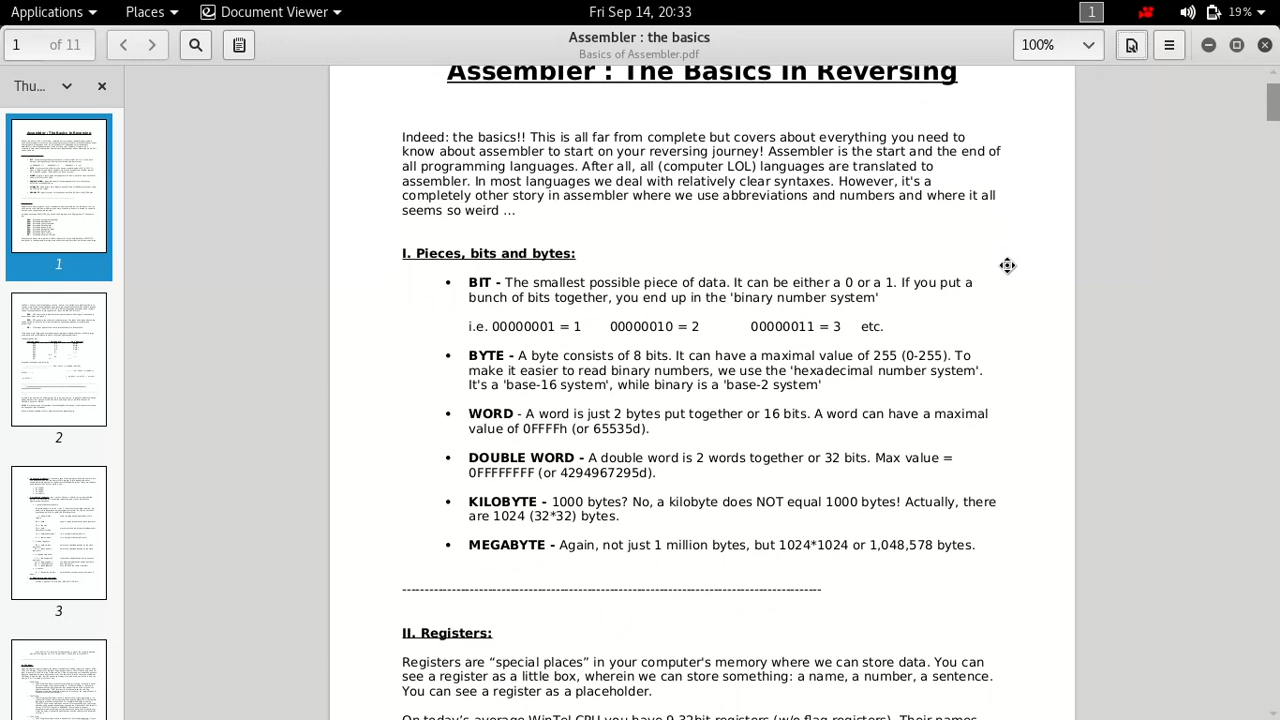 Applications Places Document Viewer Fri Sep 14, 20:33 1 19%
1 of 11 Assembler : the basics 100%
Basics of Assembler.pdf
Thu...
Assembler : The Basics In Reversing
Indeed: the basics!! This is all far from complete but covers about everything you need to
know about assembler to start on your reversing journey! Assembler is the start and the end of
all programming languages. After all, all (computer LOL) languages are translated to
assembler. In most languages we deal with relatively clear syntaxes. However, it's a
completely other story in assembler where we use abbreviations and numbers and where it all
seems so weird ...
I. Pieces, bits and bytes:
• BIT - The smallest possible piece of data. It can be either a 0 or a 1. If you put a
bunch of bits together, you end up in the 'binary number system'
i.e. 00000001 = 1 00000010 = 2 00000011 = 3 etc.
• BYTE - A byte consists of 8 bits. It can have a maximal value of 255 (0-255). To
make it easier to read binary numbers, we use the 'hexadecimal number system'.
It's a 'base-16 system', while binary is a 'base-2 system'
• WORD - A word is just 2 bytes put together or 16 bits. A word can have a maximal
value of 0FFFFh (or 65535d).
• DOUBLE WORD - A double word is 2 words together or 32 bits. Max value =
0FFFFFFFF (or 4294967295d).
• KILOBYTE - 1000 bytes? No, a kilobyte does NOT equal 1000 bytes! Actually, there
are 1024 (32*32) bytes.
• MEGABYTE - Again, not just 1 million bytes, but 1024*1024 or 1,048,578 bytes.
--------------------------------------------------------------------------------------------
II. Registers:
Registers are “special places” in your computer's memory where we can store data. You can
see a register as a little box, wherein we can store something: a name, a number, a sentence.
You can see a register as a placeholder.
On today’s average WinTel CPU you have 9 32bit registers (w/o flag registers). Their names
1
2
3